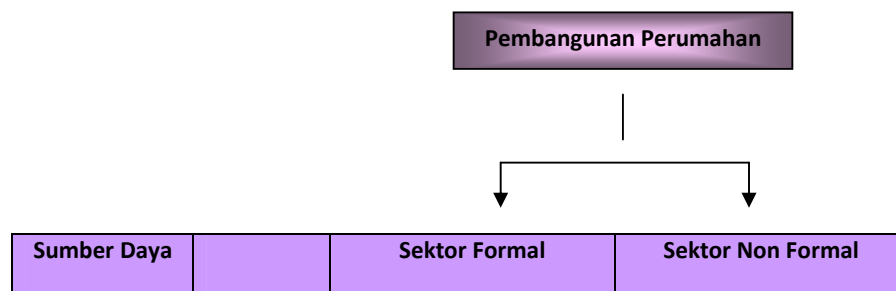 Pembangunan Perumahan
Sumber Daya Sektor Formal Sektor Non Formal